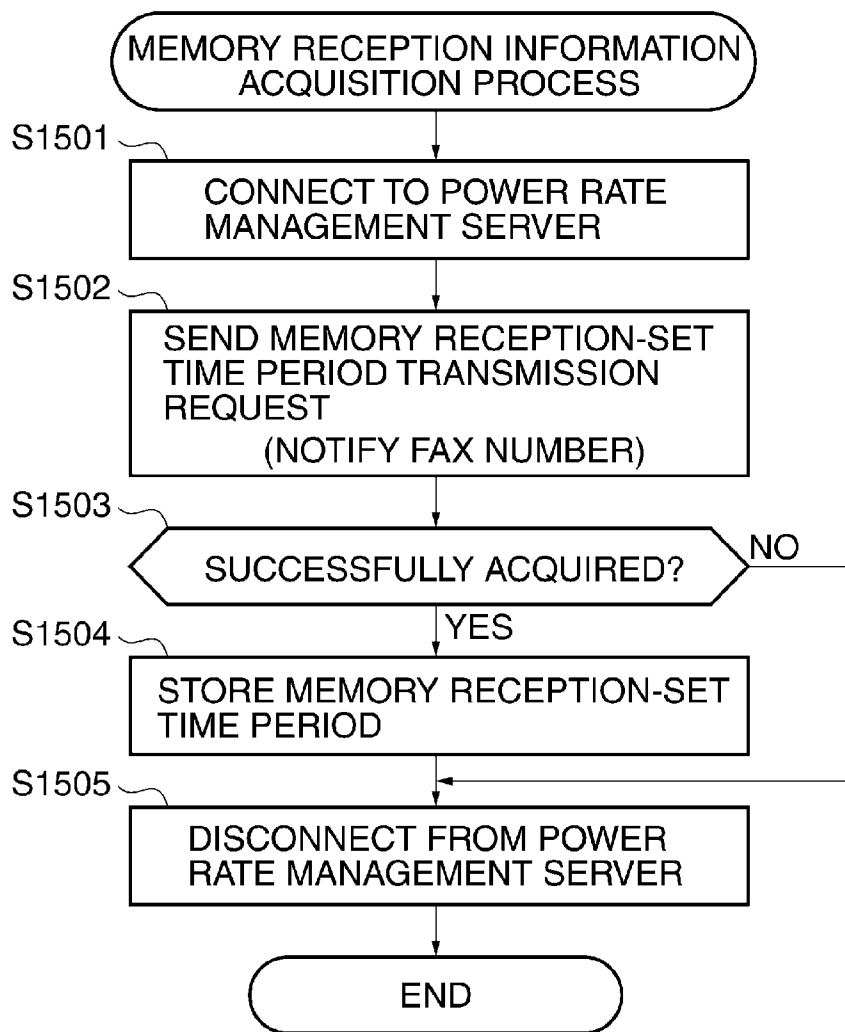 MEMORY RECEPTION INFORMATION
ACQUISITION PROCESS
S1501
CONNECT TO POWER RATE
MANAGEMENT SERVER
S1502
SEND MEMORY RECEPTION-SET
TIME PERIOD TRANSMISSION
REQUEST
(NOTIFY FAX NUMBER)
S1503
SUCCESSFULLY ACQUIRED?
NO
YES
S1504
STORE MEMORY RECEPTION-SET
TIME PERIOD
S1505
DISCONNECT FROM POWER
RATE MANAGEMENT SERVER
END